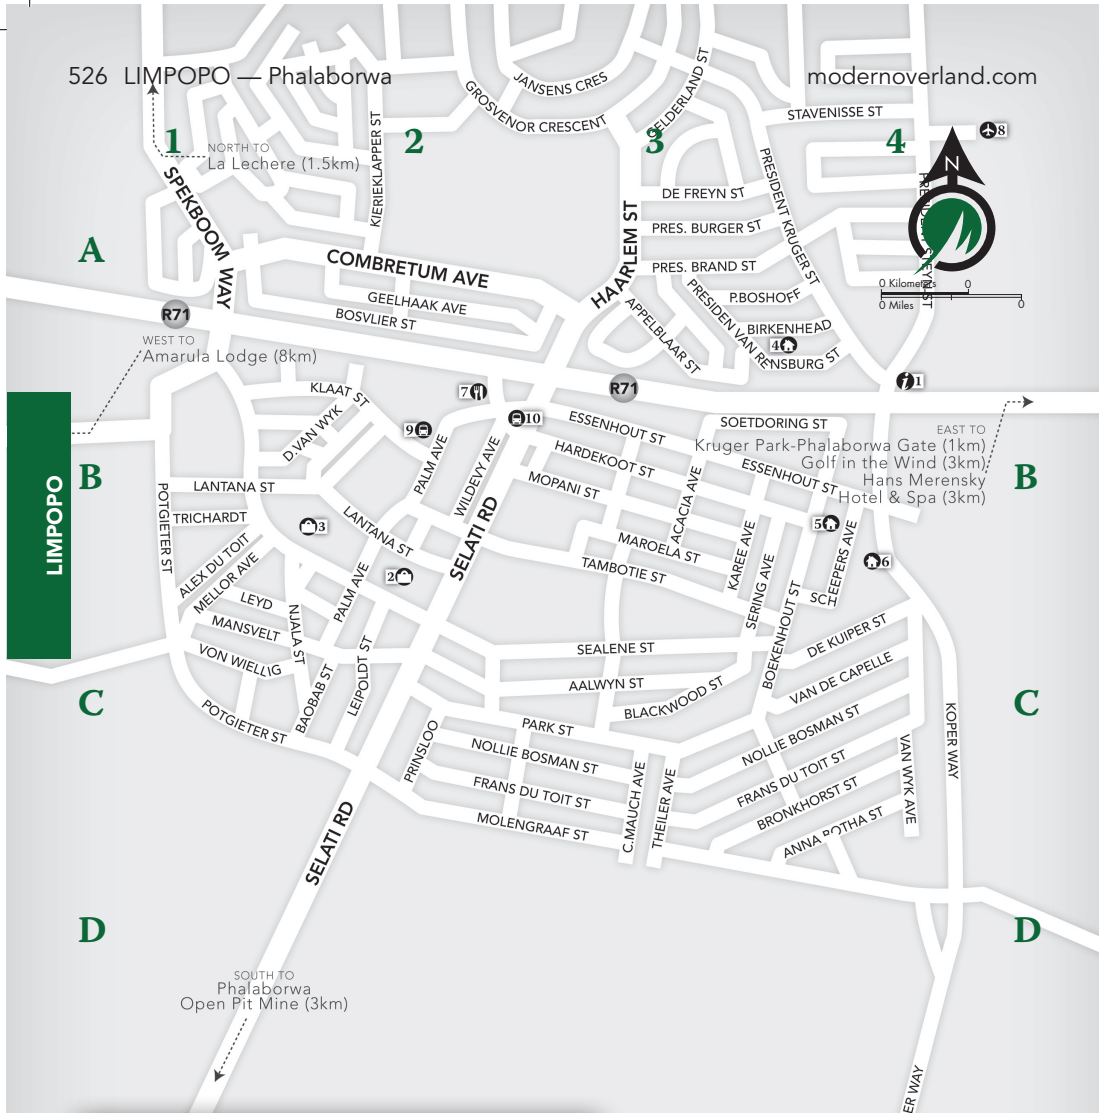 526 LIMPOPO — Phalaborwa
modernoverland.com
JANSENS CRES
GROSVENOR CRESCENT
GELDERLAND ST
STAVENISSE ST
8
1
2
3
4
NORTH TO
La Lechere (1.5km)
KIERIEKLAPPER ST
SPEKBOOM WAY
PRESIDENT KRUGER ST
PRESIDENT STEYN ST
N
DE FREYN ST
PRES. BURGER ST
HAARLEM ST
A
COMBRETUM AVE
PRES. BRAND ST
GEELHAAK AVE
BOSVLIER ST
P.BOSHOFF
PRESIDEN VAN RENSBURG ST
APPELBLAAR ST
BIRKENHEAD
4
0 Kilometers 0
0 Miles 0
R71
WEST TO
Amarula Lodge (8km)
R71
1
KLAAT ST
7
10
9
D.VAN WYK
PALM AVE
WILDEVY AVE
ESSENHOUT ST
SOETDORING ST
EAST TO
Kruger Park-Phalaborwa Gate (1km)
Golf in the Wind (3km)
Hans Merensky
Hotel & Spa (3km)
HARDEKOOT ST
ESSENHOUT ST
MOPANI ST
ACACIA AVE
B
B
LIMPOPO
LANTANA ST
POTGIETER ST
TRICHARDT
3
LANTANA ST
SELATI RD
5
SCHEEPERS AVE
MAROELA ST
KAREE AVE
TAMBOTIE ST
SERING AVE
6
ALEX DU TOIT
MELLOR AVE
2
PALM AVE
LEYD
NJALA ST
MANSVELT
VON WIELLIG
BAOBAB ST
LEIPOLDT ST
BOEKENHOUT ST
DE KUIPER ST
SEALENE ST
AALWYN ST
BLACKWOOD ST
VAN DE CAPELLE
C
C
POTGIETER ST
PARK ST
PRINSLOO
NOLLIE BOSMAN ST
NOLLIE BOSMAN ST
KOPER WAY
VAN WYK AVE
FRANS DU TOIT ST
FRANS DU TOIT ST
C.MAUCH AVE
THEILER AVE
BRONKHORST ST
MOLENGRAAF ST
ANNA BOTHA ST
SELATI RD
D
D
SOUTH TO
Phalaborwa
Open Pit Mine (3km)
ER WAY